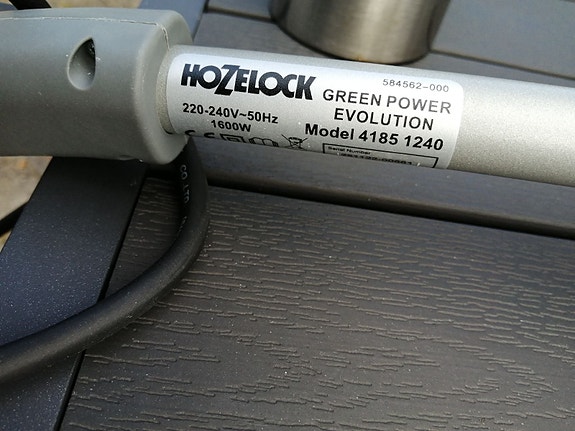 HOZELOCK
220-240V~50Hz
1600W
584562-000
GREEN POWER
EVOLUTION
Model 4185 1240
Serial Number